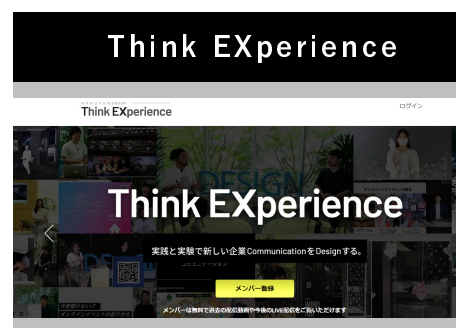 Think EXperience
HAKUTEN GROUP
Think EXperience
ログイン
DESIGN
Think EXperience
実践と実験で新しい企業CommunicationをDesignする。
メンバー登録
メンバーは無料で過去の配信動画や今後のLIVE配信をご覧いただけます